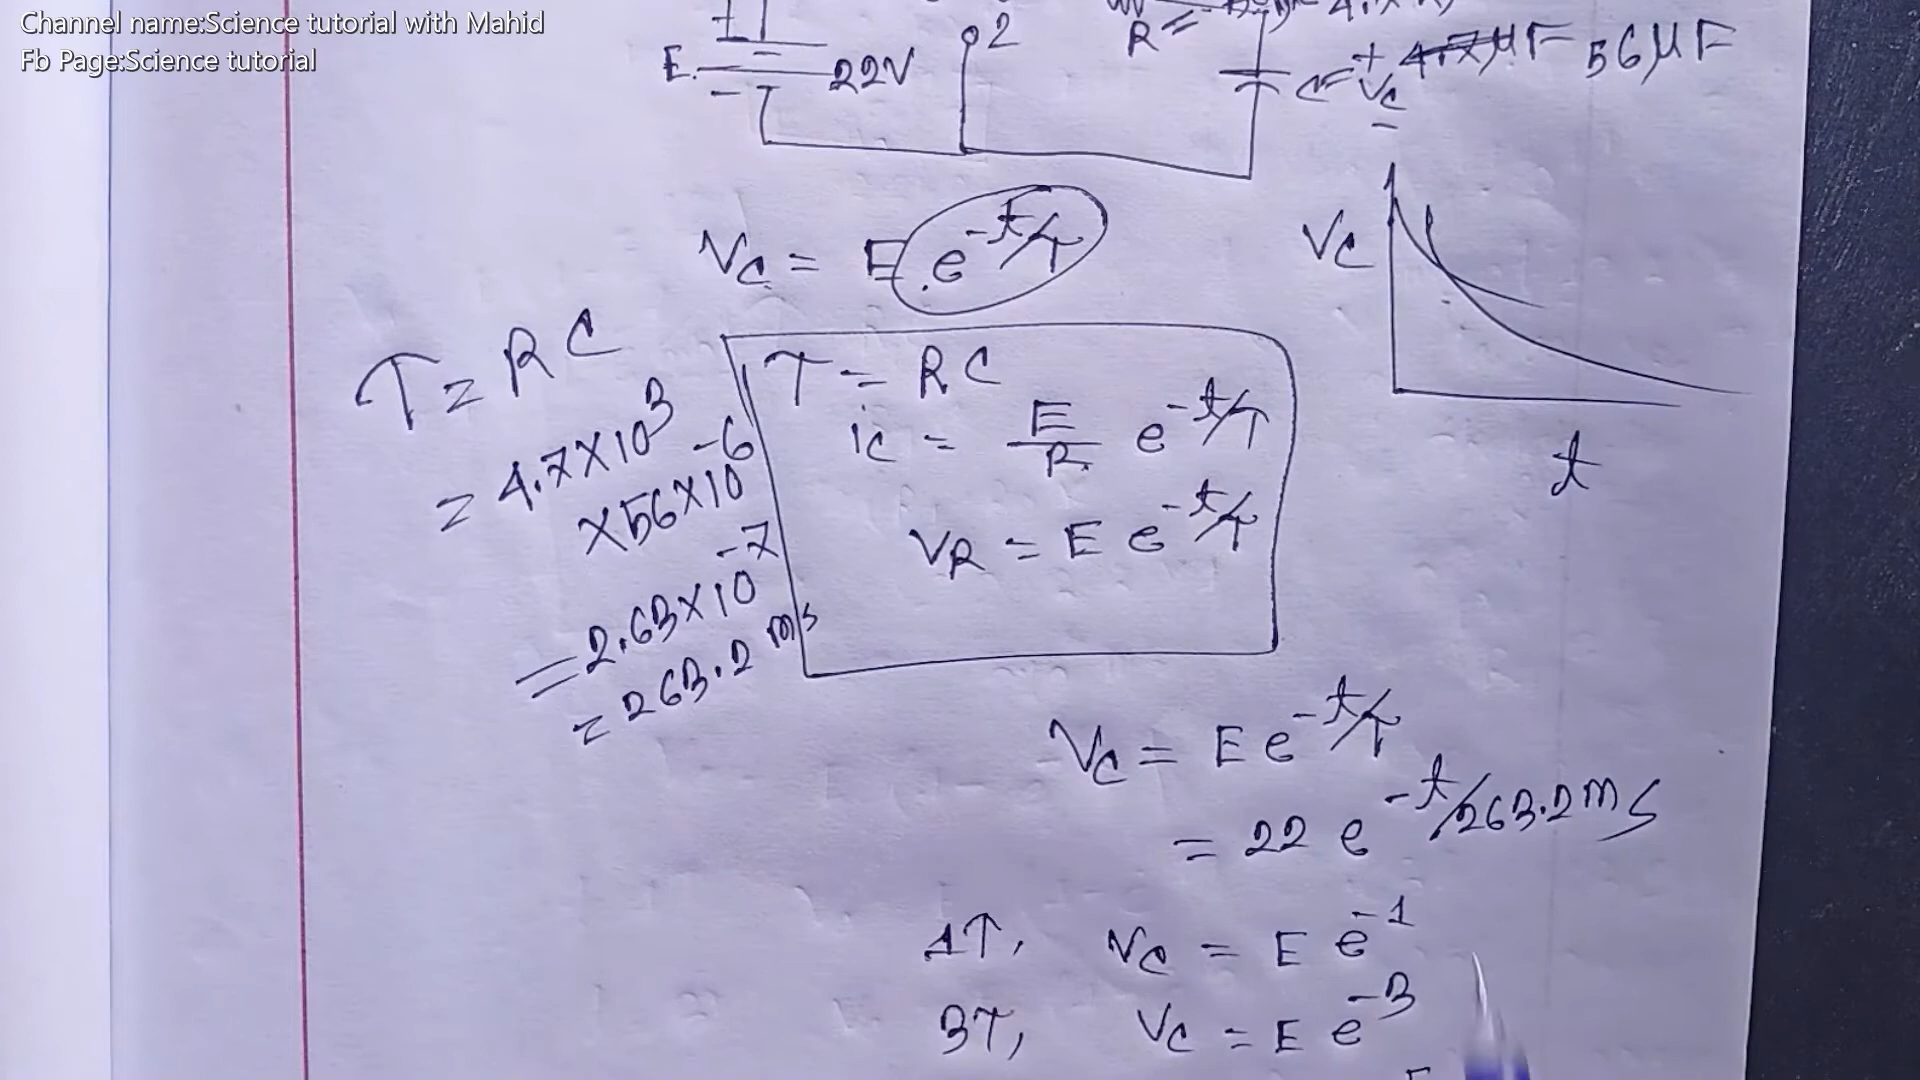 Channel name:Science tutorial with Mahid
Fb Page:Science tutorial
E. 22V
2
R =
C = 4.7μF 56μF
+ Vc -
Vc = E.e^-t/τ
Vc
t
τ = RC
= 4.7×10^3
×56×10^-6
= 2.63×10^-7
= 263.2 ms
τ = RC
ic = E/R e^-t/τ
VR = E e^-t/τ
Vc = E e^-t/τ
= 22 e^-t/263.2ms
1τ, Vc = E e^-1
3τ, Vc = E e^-3